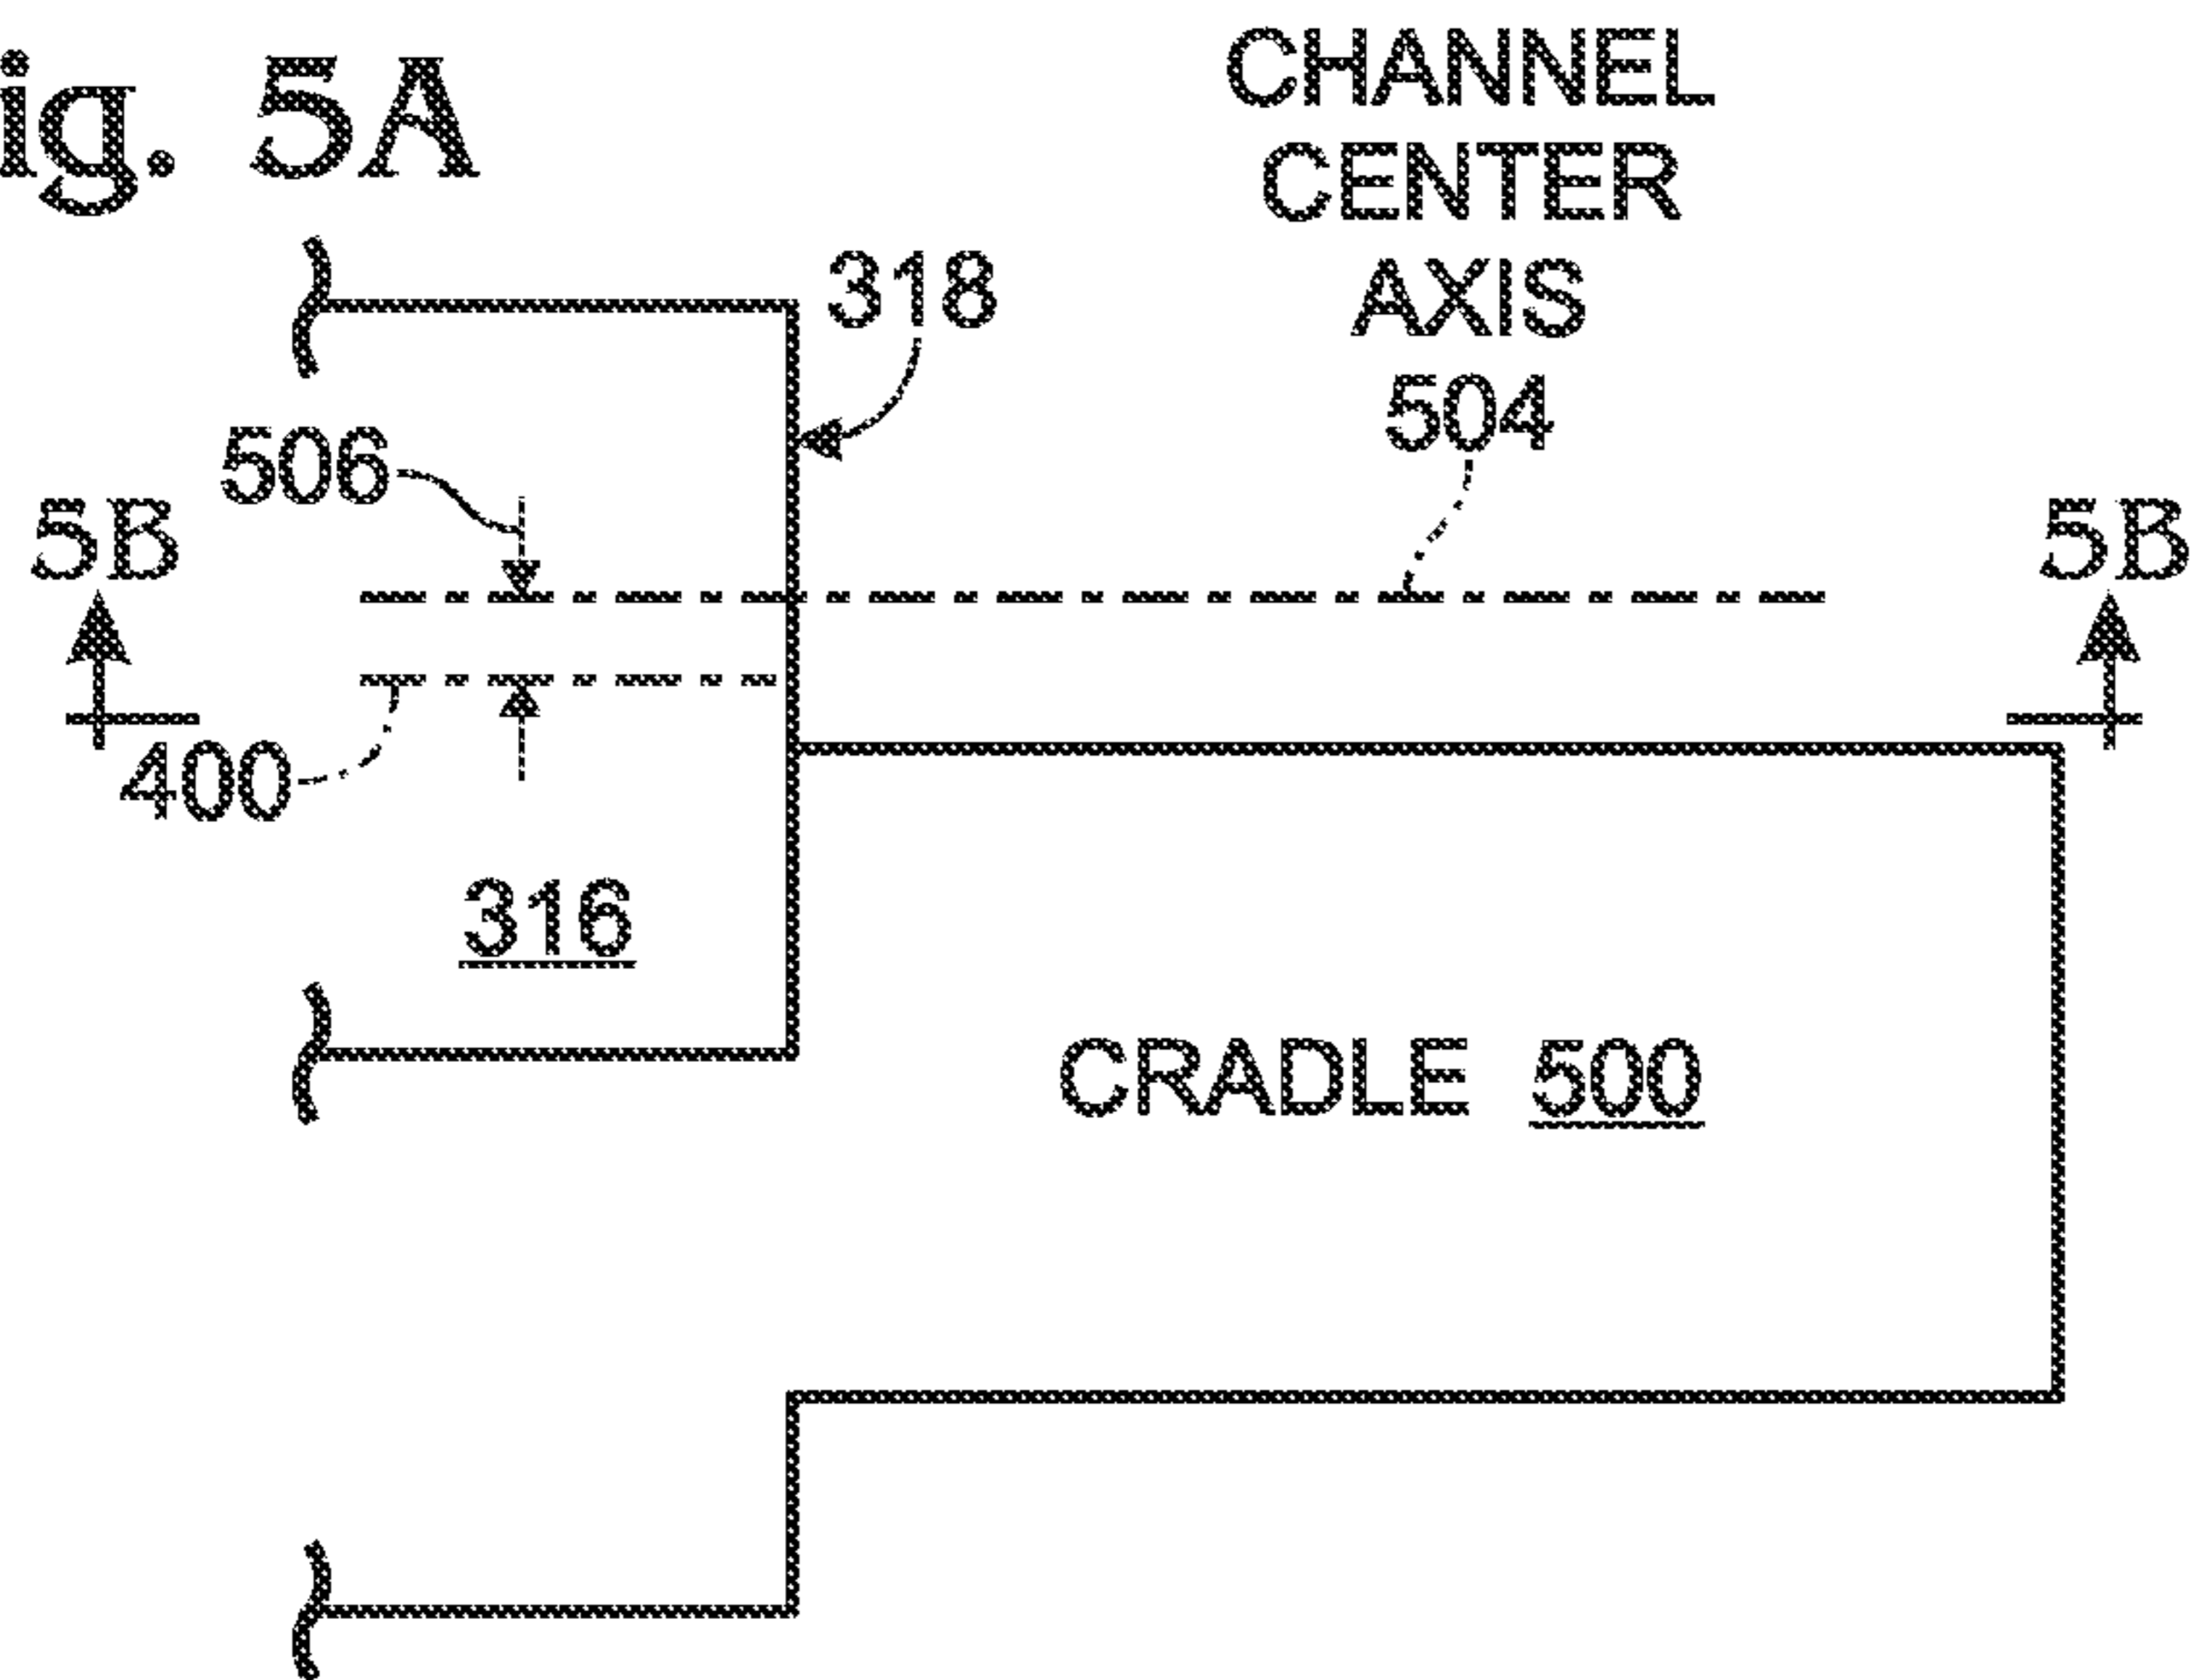 ig. 5A
CHANNEL
CENTER
AXIS
504
318
506
5B
5B
400
316
CRADLE 500